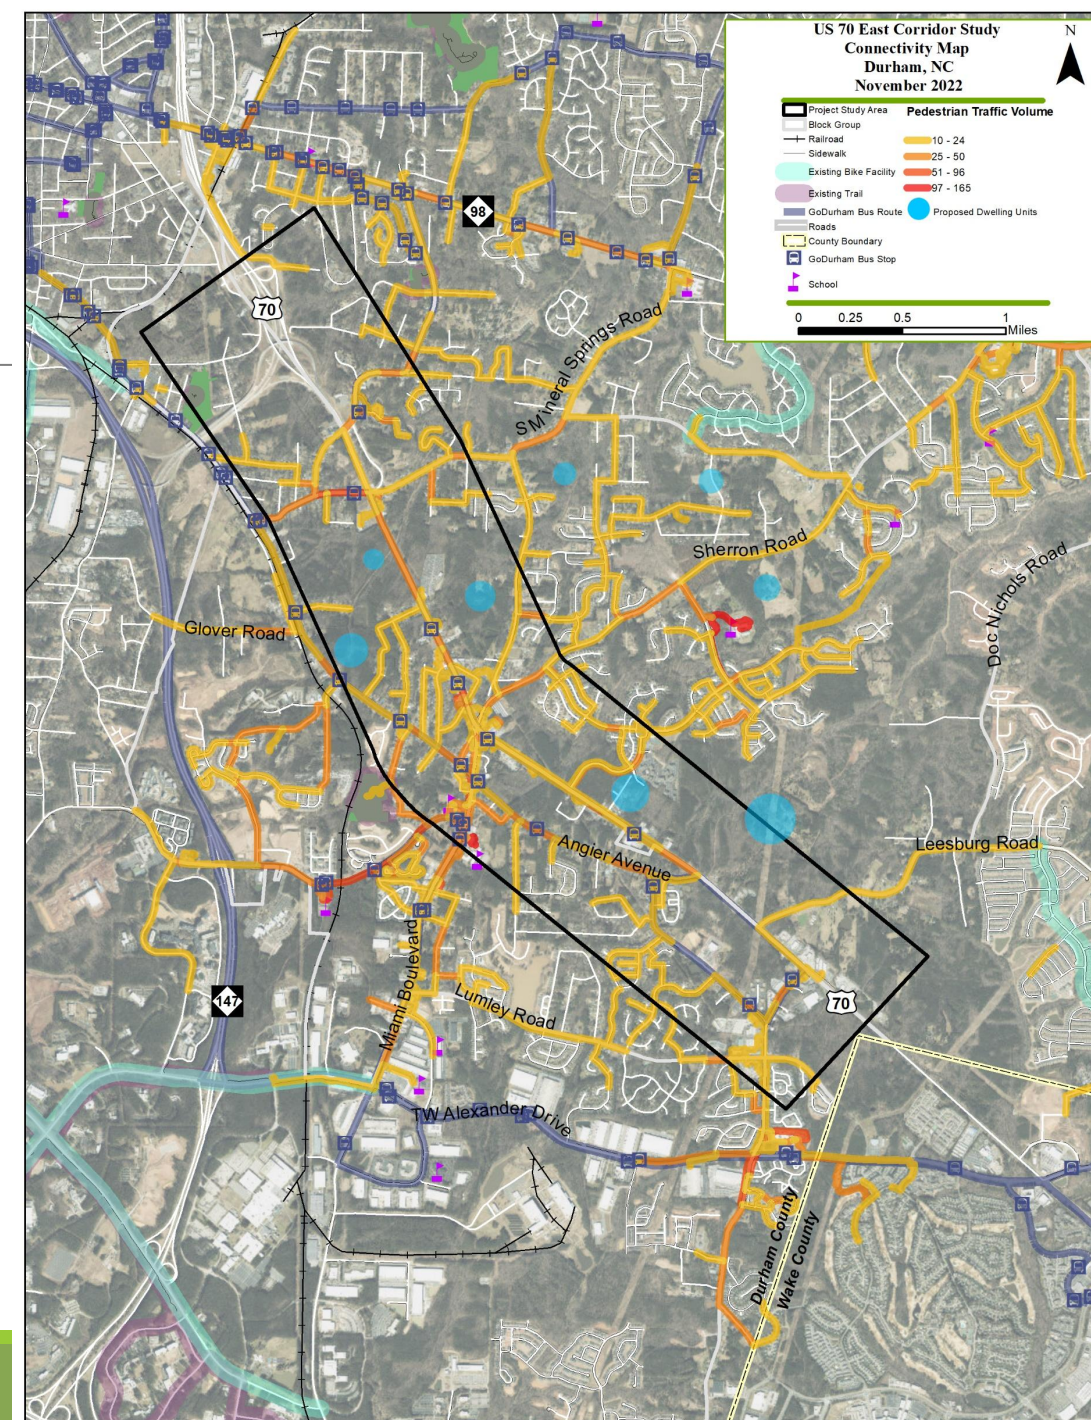 US 70 East Corridor Study
Connectivity Map
Durham, NC
November 2022
N
Project Study Area
Block Group
Railroad
Sidewalk
Existing Bike Facility
Existing Trail
GoDurham Bus Route
Roads
County Boundary
GoDurham Bus Stop
School
Pedestrian Traffic Volume
10 - 24
25 - 50
51 - 96
97 - 165
Proposed Dwelling Units
0 0.25 0.5 1
Miles
98
70
S Mineral Springs Road
Sherron Road
Doc Nichols Road
Glover Road
Angier Avenue
Leesburg Road
Miami Boulevard
Lumley Road
70
147
TW Alexander Drive
Durham County
Wake County